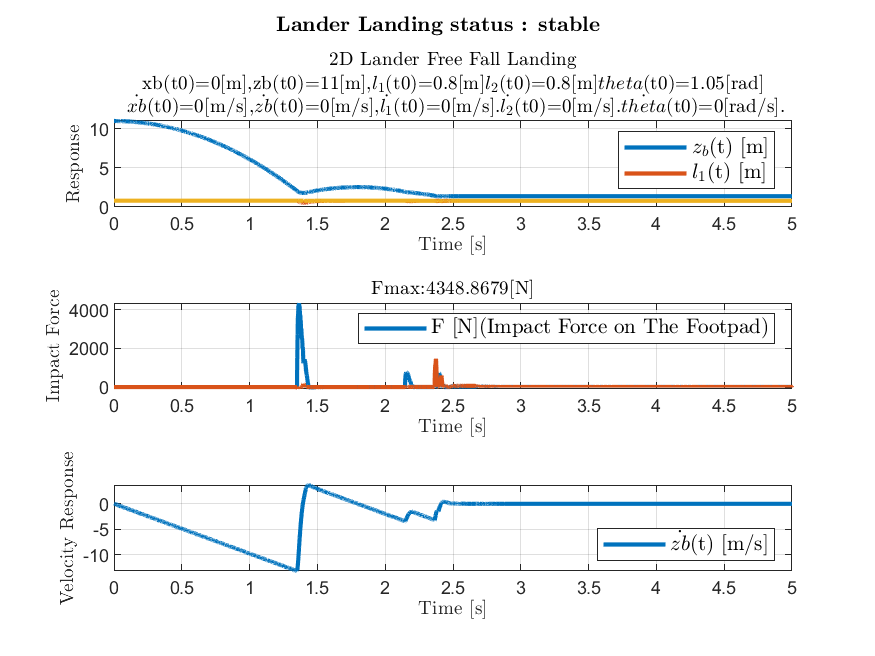 Lander Landing status : stable
2D Lander Free Fall Landing
xb(t0)=0[m],zb(t0)=11[m],l₁(t0)=0.8[m]l₂(t0)=0.8[m]theta(t0)=1.05[rad]
ẋb(t0)=0[m/s],żb(t0)=0[m/s],l̇₁(t0)=0[m/s].l̇₂(t0)=0[m/s].thėta(t0)=0[rad/s].
Response
10
5
0
z_b(t) [m]
l₁(t) [m]
0 0.5 1 1.5 2 2.5 3 3.5 4 4.5 5
Time [s]
Fmax:4348.8679[N]
Impact Force
4000
2000
0
F [N](Impact Force on The Footpad)
0 0.5 1 1.5 2 2.5 3 3.5 4 4.5 5
Time [s]
Velocity Response
0
-5
-10
żb(t) [m/s]
0 0.5 1 1.5 2 2.5 3 3.5 4 4.5 5
Time [s]